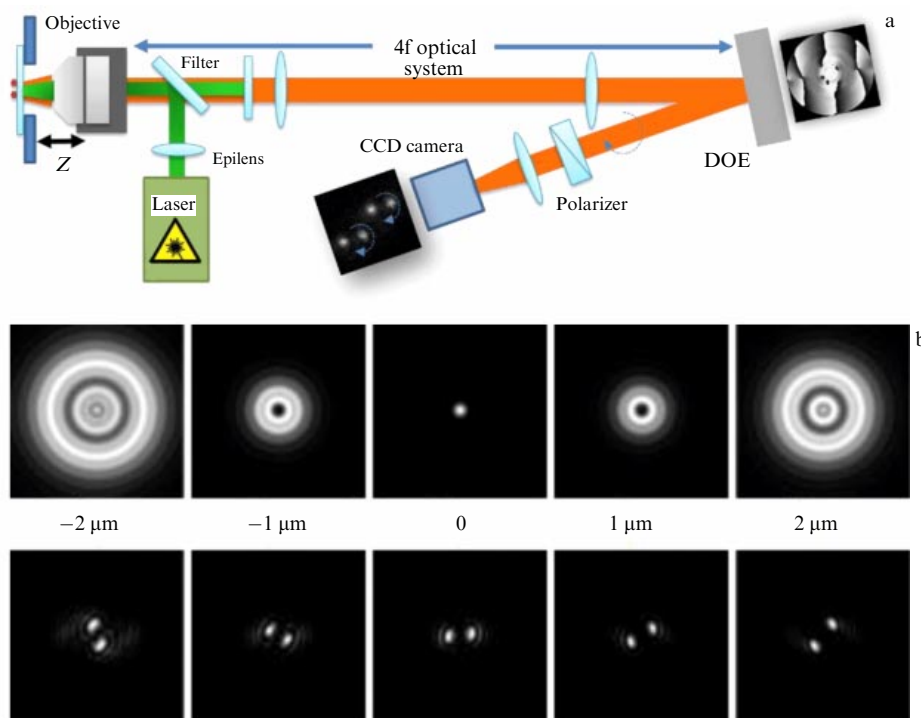 Objective
a
4f optical
system
Filter
Z
Epilens
CCD camera
DOE
Laser
Polarizer
b
−2 μm
−1 μm
0
1 μm
2 μm